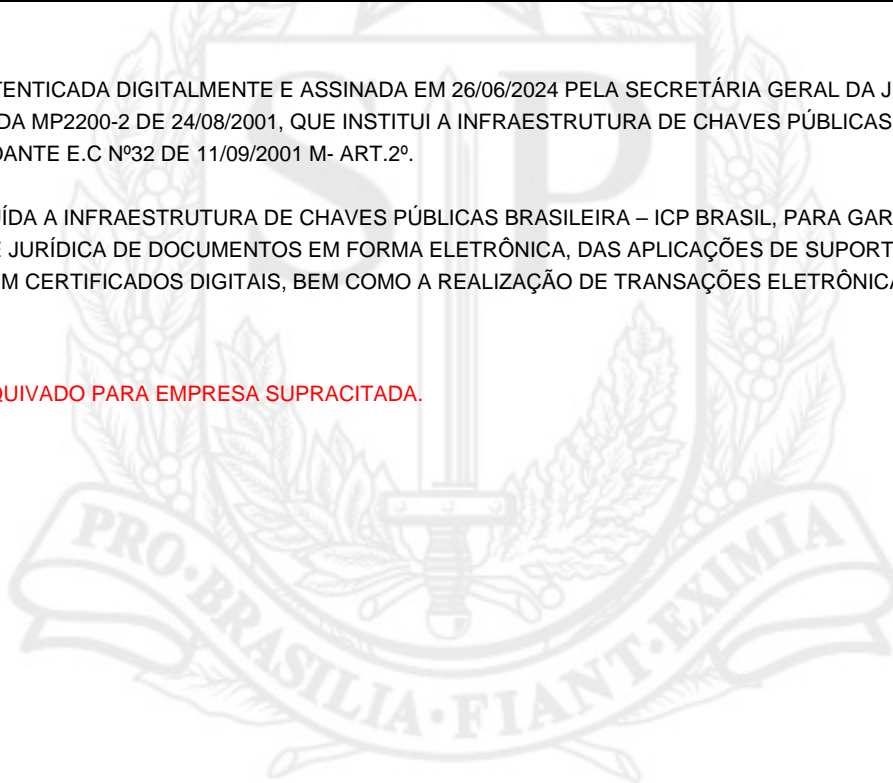 TENTICADA DIGITALMENTE E ASSINADA EM 26/06/2024 PELA SECRETÁRIA GERAL DA J
DA MP2200-2 DE 24/08/2001, QUE INSTITUI A INFRAESTRUTURA DE CHAVES PÚBLICAS
DANTE E.C Nº32 DE 11/09/2001 M- ART.2º.
ÍDA A INFRAESTRUTURA DE CHAVES PÚBLICAS BRASILEIRA – ICP BRASIL, PARA GAR
E JURÍDICA DE DOCUMENTOS EM FORMA ELETRÔNICA, DAS APLICAÇÕES DE SUPORT
M CERTIFICADOS DIGITAIS, BEM COMO A REALIZAÇÃO DE TRANSAÇÕES ELETRÔNICA
QUIVADO PARA EMPRESA SUPRACITADA.
SP
PRO·BRASILIA·FIANT·EXIMIA